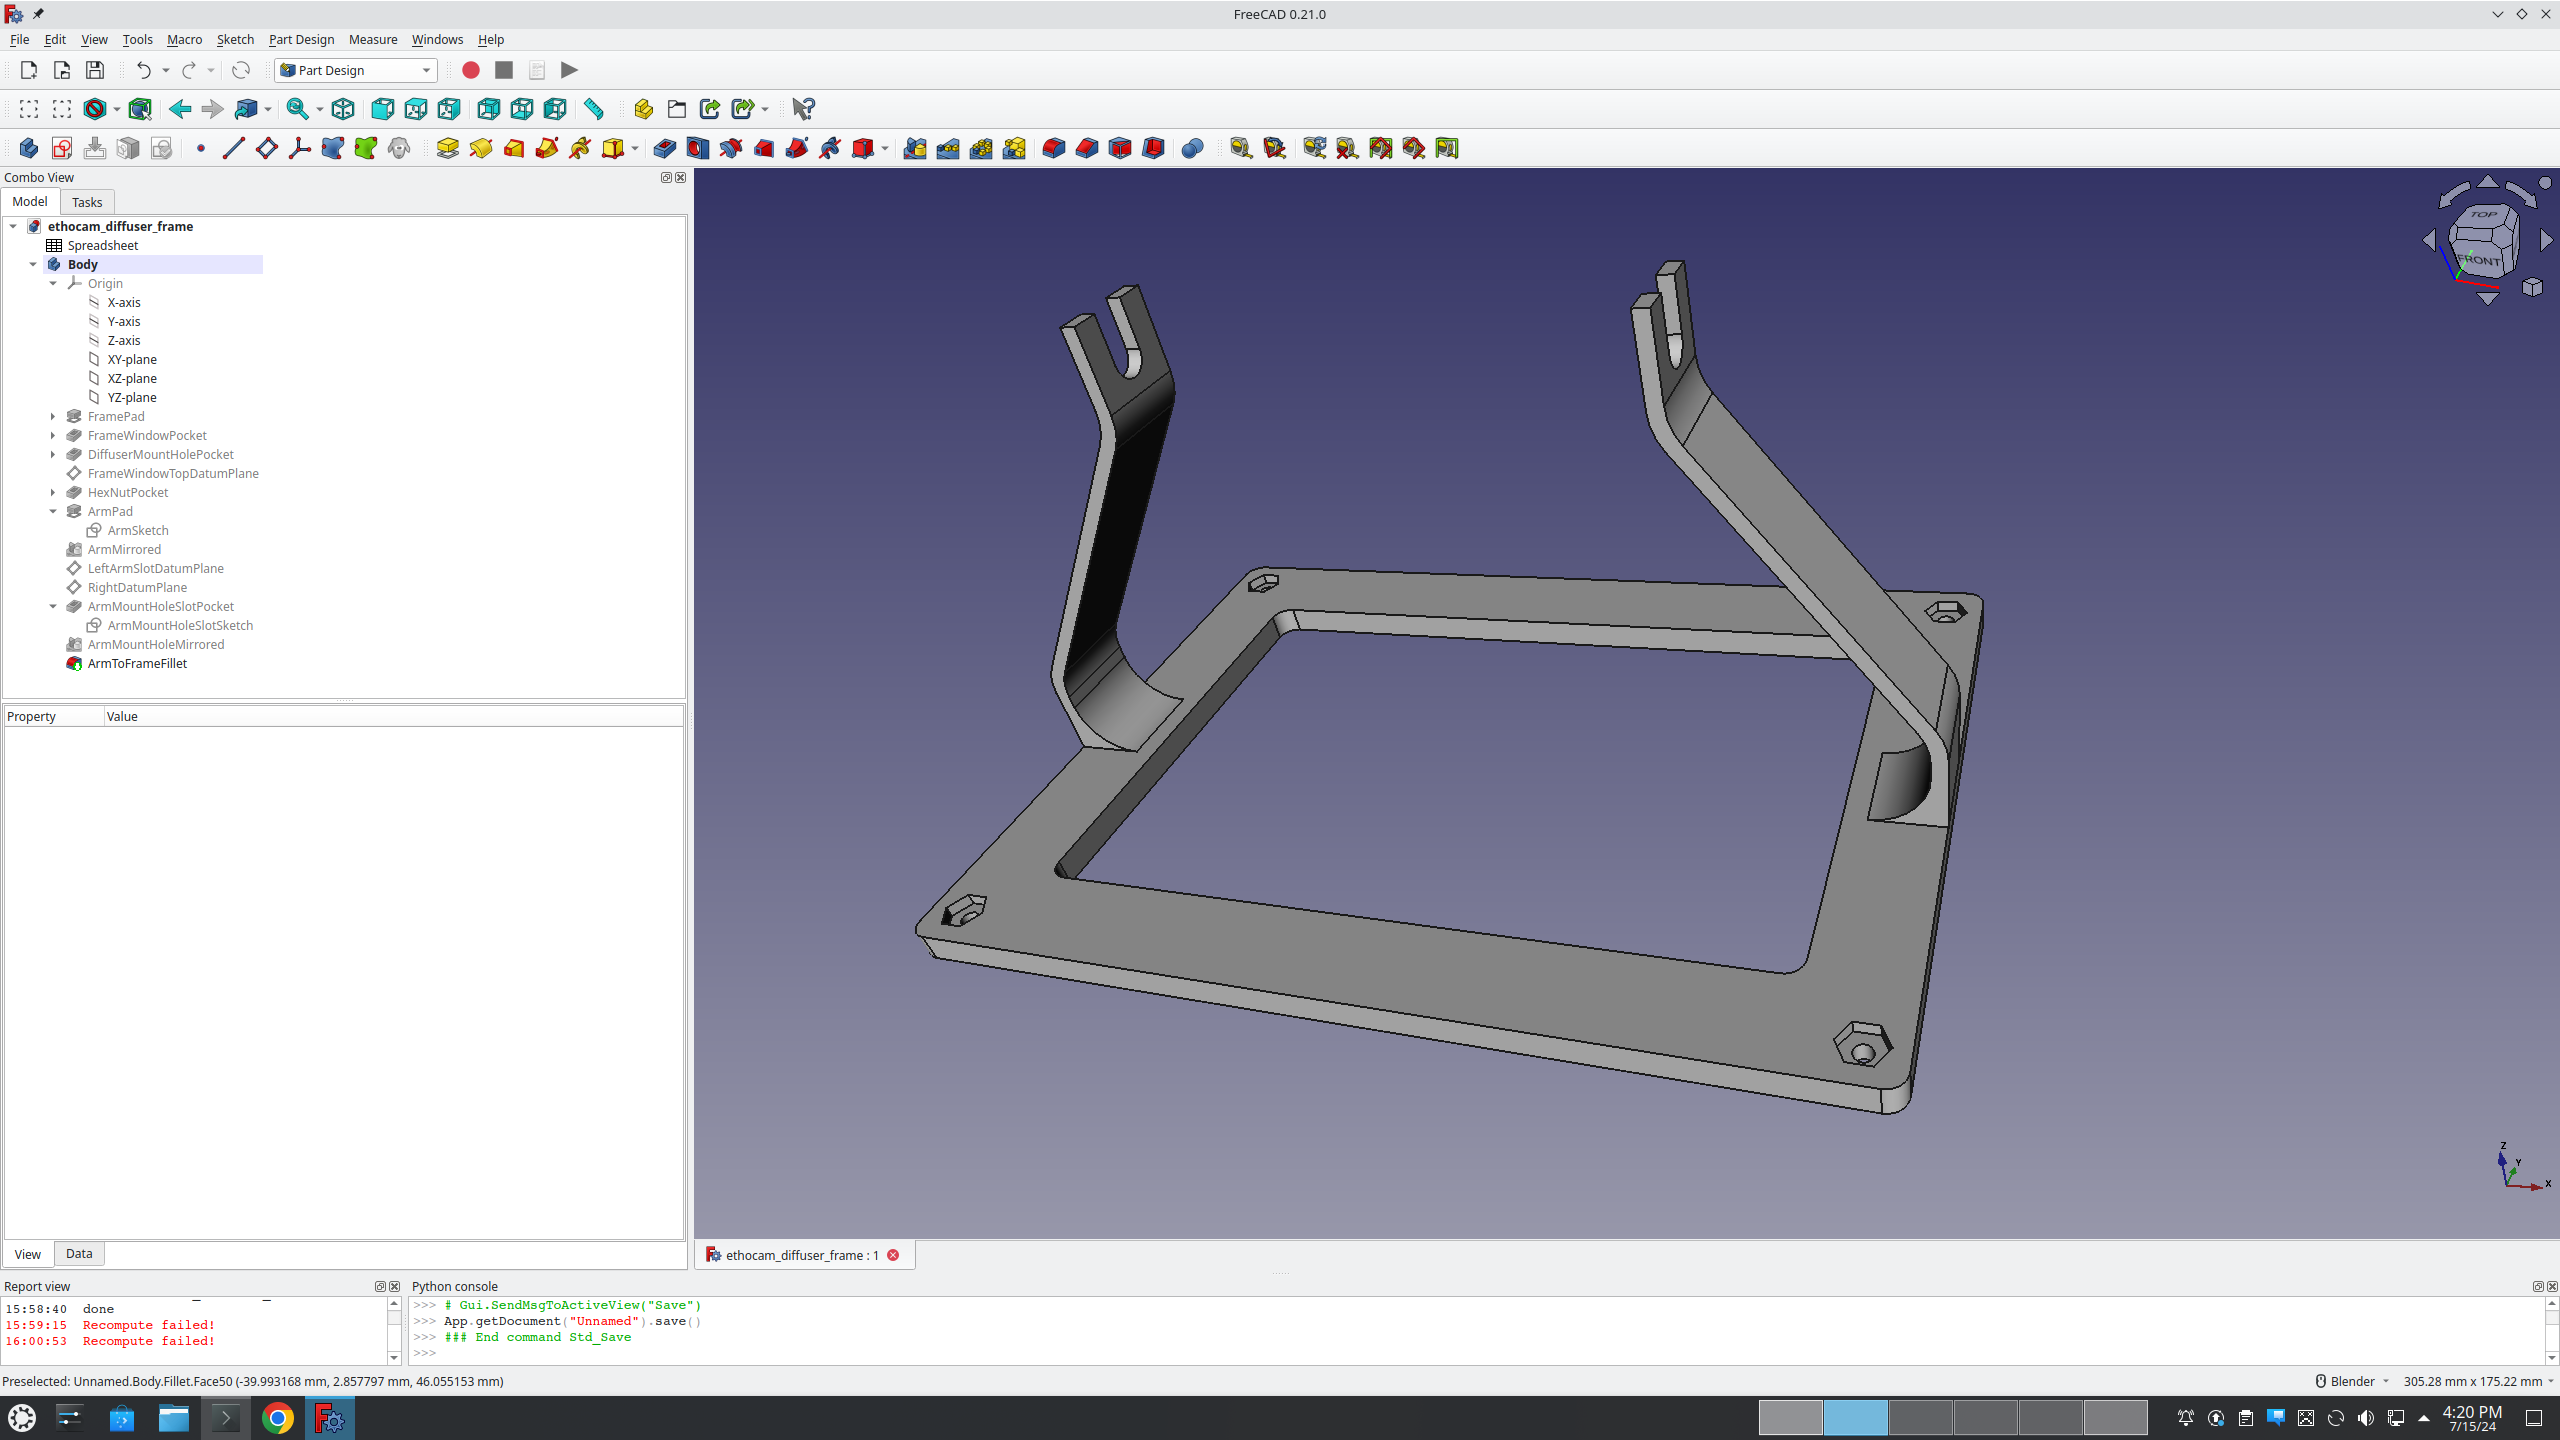 FreeCAD 0.21.0
File Edit View Tools Macro Sketch Part Design Measure Windows Help
Part Design
Combo View
Model Tasks
ethocam_diffuser_frame
Spreadsheet
Body
Origin
X-axis
Y-axis
Z-axis
XY-plane
XZ-plane
YZ-plane
FramePad
FrameWindowPocket
DiffuserMountHolePocket
FrameWindowTopDatumPlane
HexNutPocket
ArmPad
ArmSketch
ArmMirrored
LeftArmSlotDatumPlane
RightDatumPlane
ArmMountHoleSlotPocket
ArmMountHoleSlotSketch
ArmMountHoleMirrored
ArmToFrameFillet
Property Value
View Data
TOP
FRONT
Z
Y
X
ethocam_diffuser_frame : 1
Report view
15:58:40 done
15:59:15 Recompute failed!
16:00:53 Recompute failed!
Python console
>>> # Gui.SendMsgToActiveView("Save")
>>> App.getDocument("Unnamed").save()
>>> ### End command Std_Save
>>>
Preselected: Unnamed.Body.Fillet.Face50 (-39.993168 mm, 2.857797 mm, 46.055153 mm)
Blender
305.28 mm x 175.22 mm
4:20 PM
7/15/24